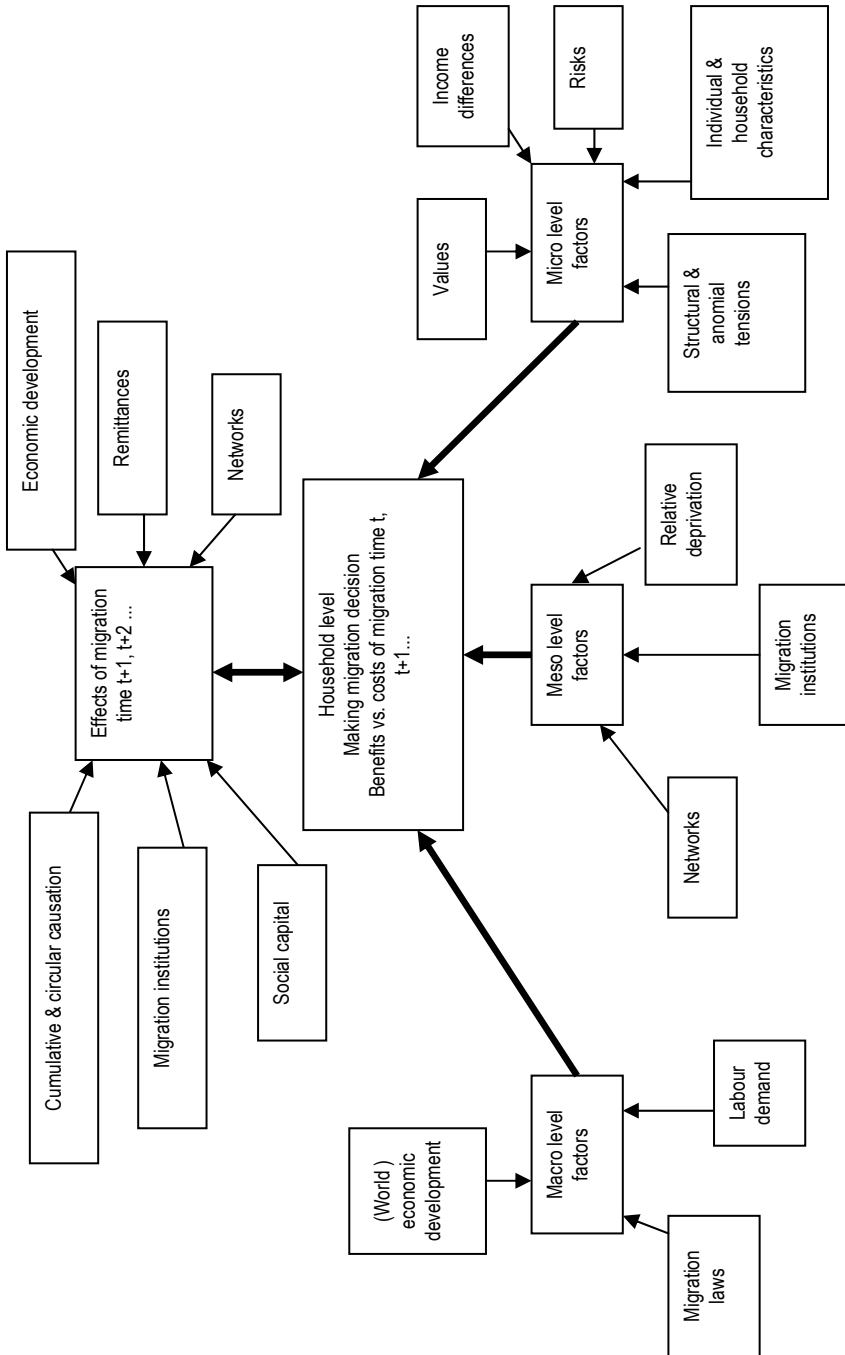 Cumulative & circular causation
Migration institutions
Social capital
Effects of migration
time t+1, t+2 ...
Economic development
Remittances
Networks
Household level
Making migration decision
Benefits vs. costs of migration time t,
t+1...
(World )
economic
development
Macro level
factors
Migration
laws
Labour
demand
Networks
Meso level
factors
Migration
institutions
Relative
deprivation
Values
Income
differences
Risks
Micro level
factors
Structural &
anomial
tensions
Individual &
household
characteristics